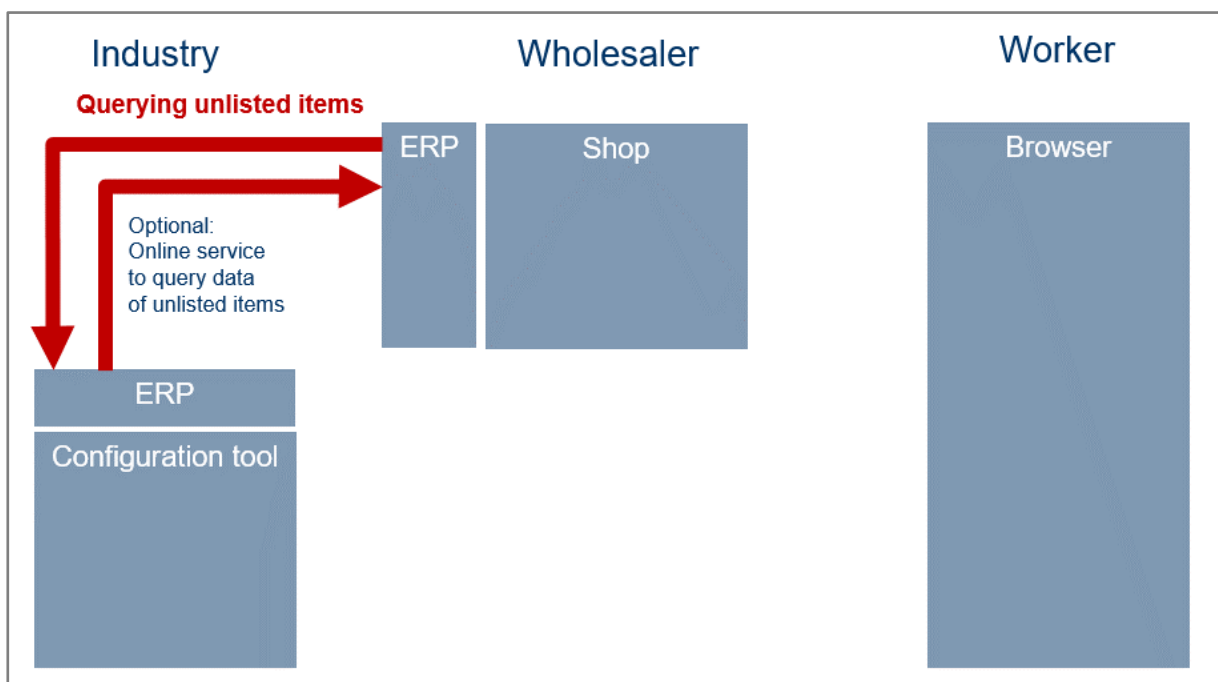 Industry
Wholesaler
Worker
Querying unlisted items
ERP
Shop
Browser
Optional:
Online service
to query data
of unlisted items
ERP
Configuration tool